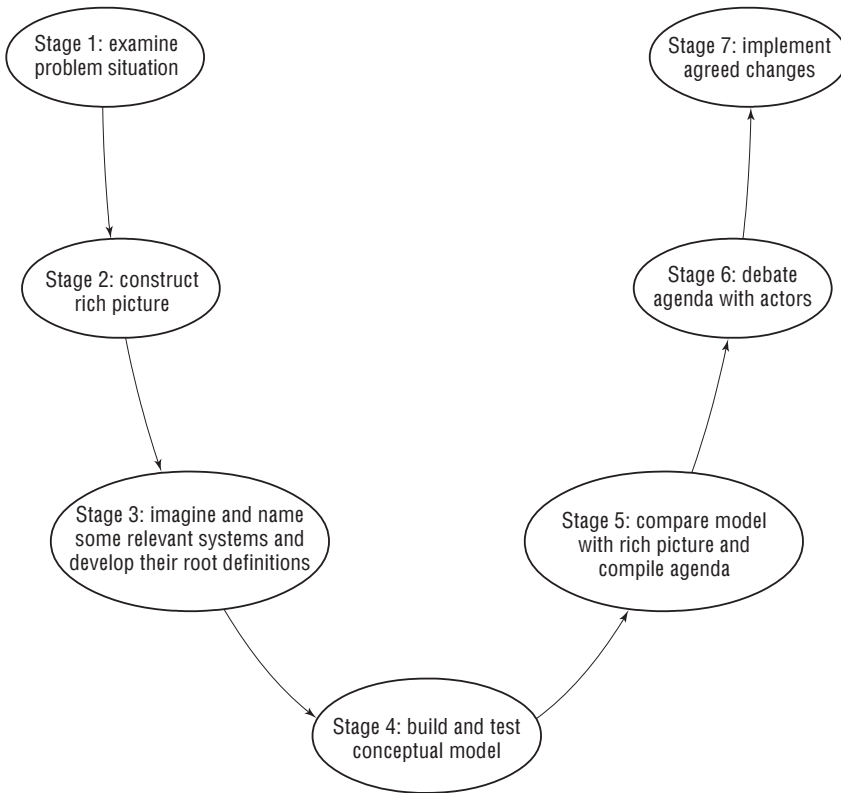 Stage 1: examine
problem situation
Stage 2: construct
rich picture
Stage 3: imagine and name
some relevant systems and
develop their root definitions
Stage 4: build and test
conceptual model
Stage 5: compare model
with rich picture and
compile agenda
Stage 6: debate
agenda with actors
Stage 7: implement
agreed changes